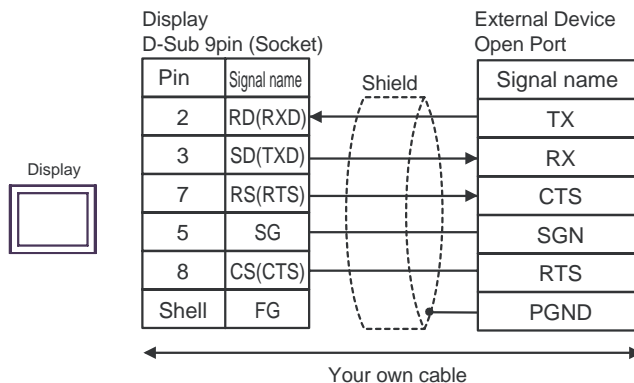 Display
D-Sub 9pin (Socket)
External Device
Open Port
Pin Signal name Shield Signal name
2 RD(RXD) TX
3 SD(TXD) RX
Display
7 RS(RTS) CTS
5 SG SGN
8 CS(CTS) RTS
Shell FG PGND
Your own cable